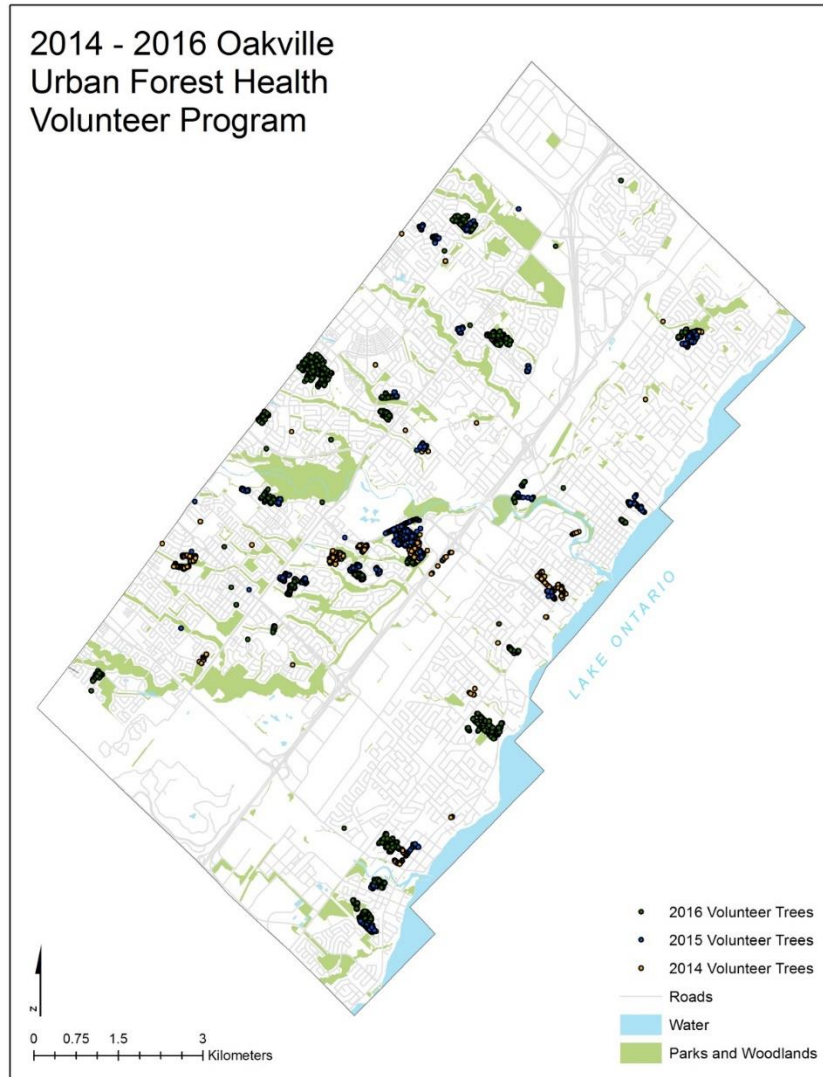 2014 - 2016 Oakville
Urban Forest Health
Volunteer Program
LAKE ONTARIO
2016 Volunteer Trees
2015 Volunteer Trees
2014 Volunteer Trees
Roads
Water
Parks and Woodlands
N
0 0.75 1.5 3
Kilometers